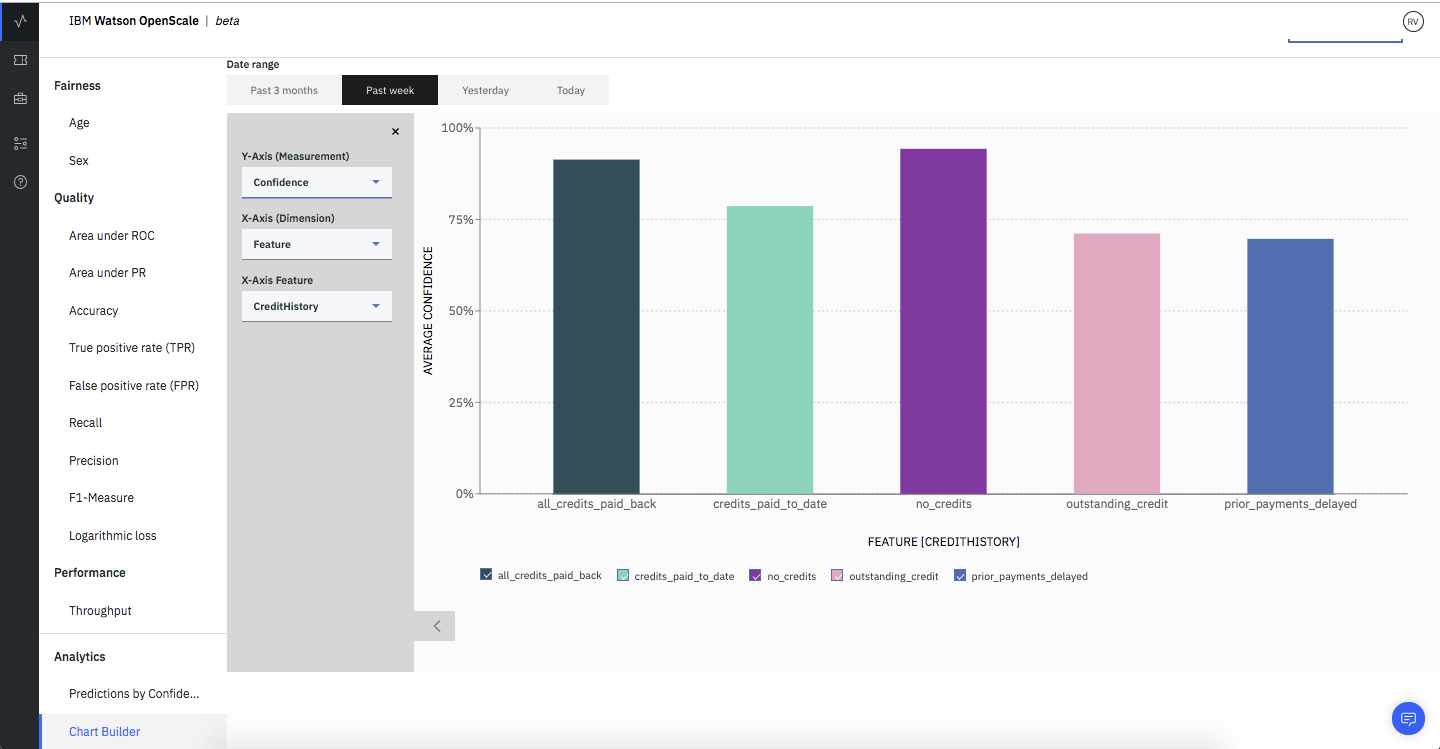 IBM Watson OpenScale | beta
RV
Fairness
Age
Sex
Quality
Area under ROC
Area under PR
Accuracy
True positive rate (TPR)
False positive rate (FPR)
Recall
Precision
F1-Measure
Logarithmic loss
Performance
Throughput
Analytics
Predictions by Confide...
Chart Builder
Date range
Past 3 months Past week Yesterday Today
Y-Axis (Measurement)
Confidence
X-Axis (Dimension)
Feature
X-Axis Feature
CreditHistory
AVERAGE CONFIDENCE
100%
75%
50%
25%
0%
all_credits_paid_back credits_paid_to_date no_credits outstanding_credit prior_payments_delayed
FEATURE [CREDITHISTORY]
all_credits_paid_back credits_paid_to_date no_credits outstanding_credit prior_payments_delayed